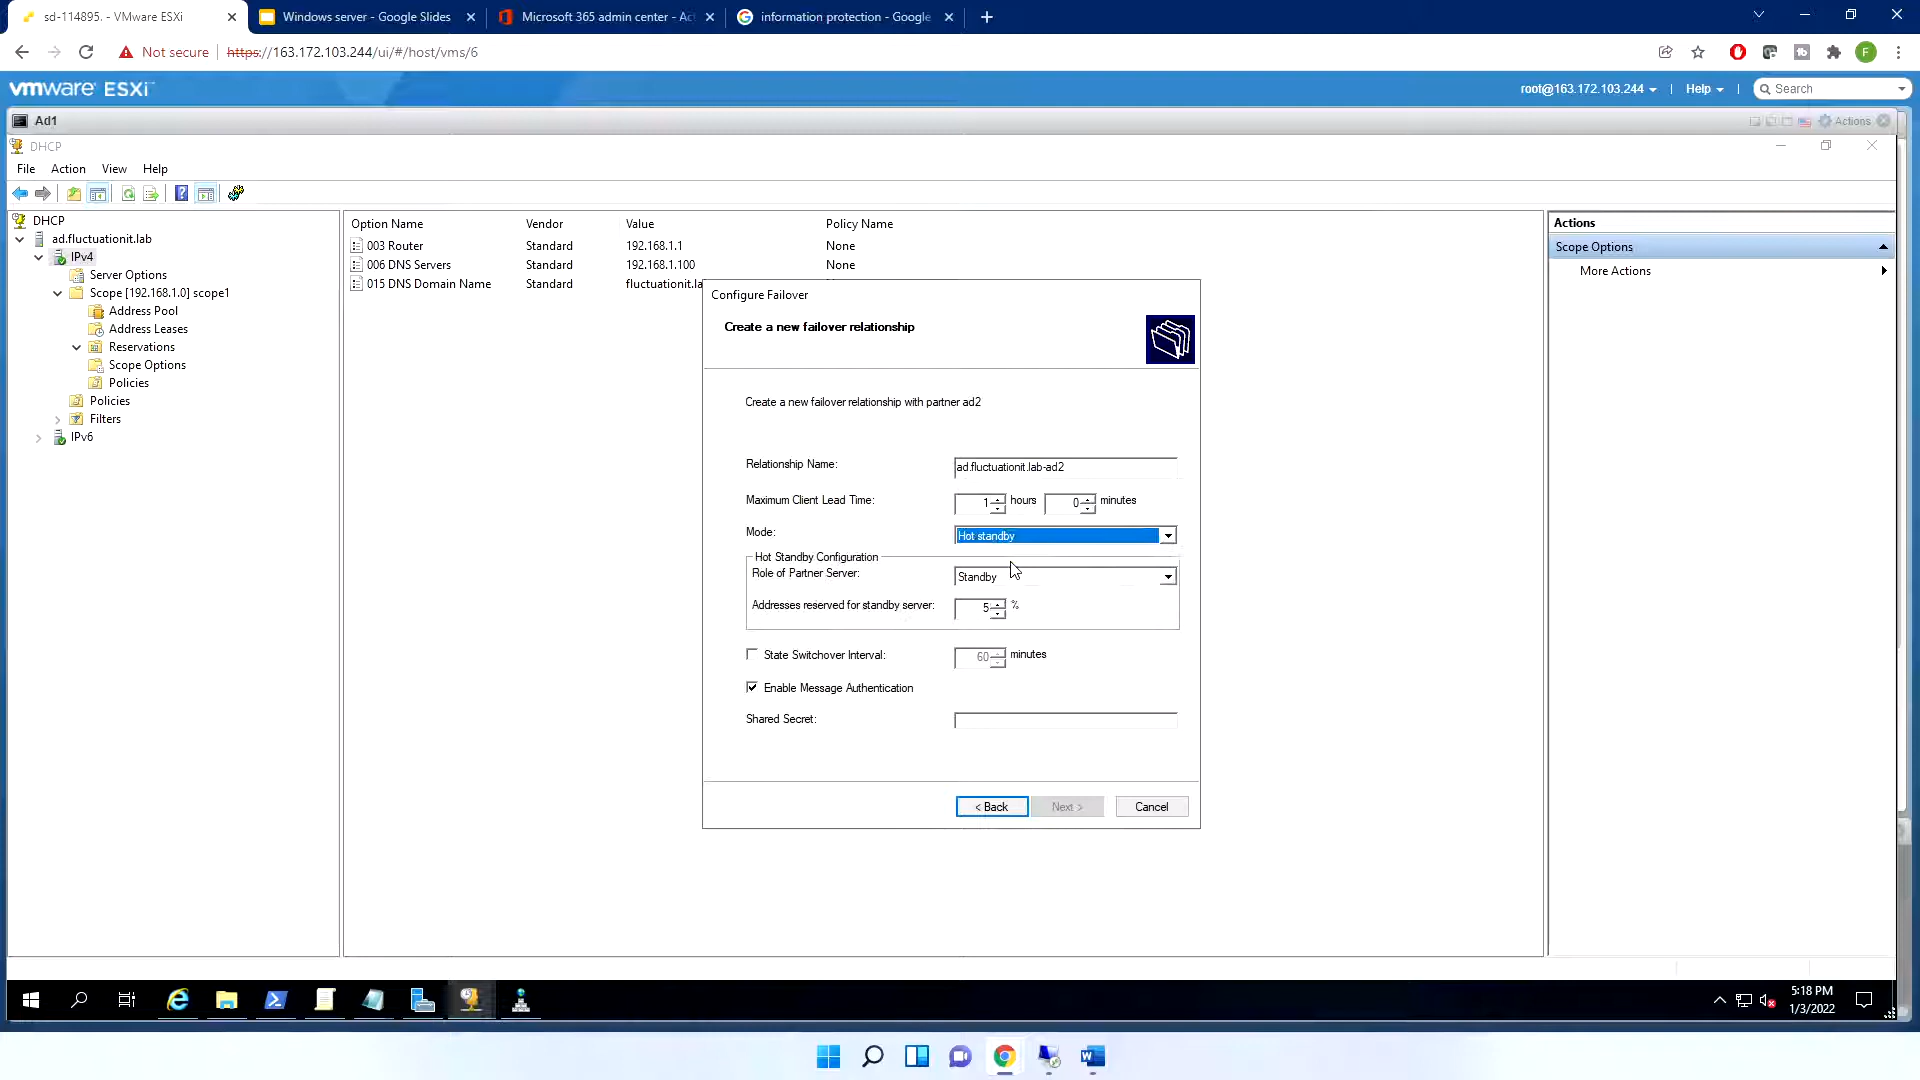 sd-114895. - VMware ESXi
Windows server - Google Slides
Microsoft 365 admin center - Ac
information protection - Google
Not secure
https://163.172.103.244/ui/#/host/vms/6
vmware ESXi
root@163.172.103.244
Help
Search
Ad1
Actions
DHCP
File Action View Help
DHCP
ad.fluctuationit.lab
IPv4
Server Options
Scope [192.168.1.0] scope1
Address Pool
Address Leases
Reservations
Scope Options
Policies
Policies
Filters
IPv6
Option Name Vendor Value Policy Name
003 Router Standard 192.168.1.1 None
006 DNS Servers Standard 192.168.1.100 None
015 DNS Domain Name Standard fluctuationit.la
Actions
Scope Options
More Actions
Configure Failover
Create a new failover relationship
Create a new failover relationship with partner ad2
Relationship Name: ad.fluctuationit.lab-ad2
Maximum Client Lead Time: 1 hours 0 minutes
Mode: Hot standby
Hot Standby Configuration
Role of Partner Server: Standby
Addresses reserved for standby server: 5 %
State Switchover Interval: 60 minutes
Enable Message Authentication
Shared Secret:
< Back Next > Cancel
5:18 PM
1/3/2022